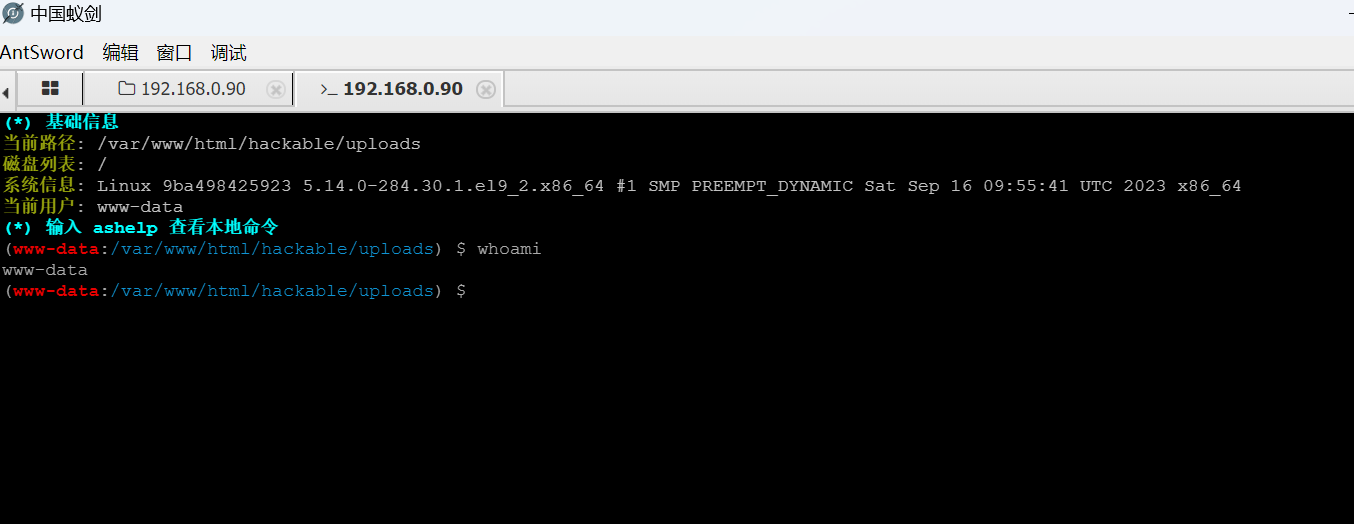 中国蚁剑
AntSword 编辑 窗口 调试
192.168.0.90 >_ 192.168.0.90
(*) 基础信息
当前路径: /var/www/html/hackable/uploads
磁盘列表: /
系统信息: Linux 9ba498425923 5.14.0-284.30.1.el9_2.x86_64 #1 SMP PREEMPT_DYNAMIC Sat Sep 16 09:55:41 UTC 2023 x86_64
当前用户: www-data
(*) 输入 ashelp 查看本地命令
(www-data:/var/www/html/hackable/uploads) $ whoami
www-data
(www-data:/var/www/html/hackable/uploads) $